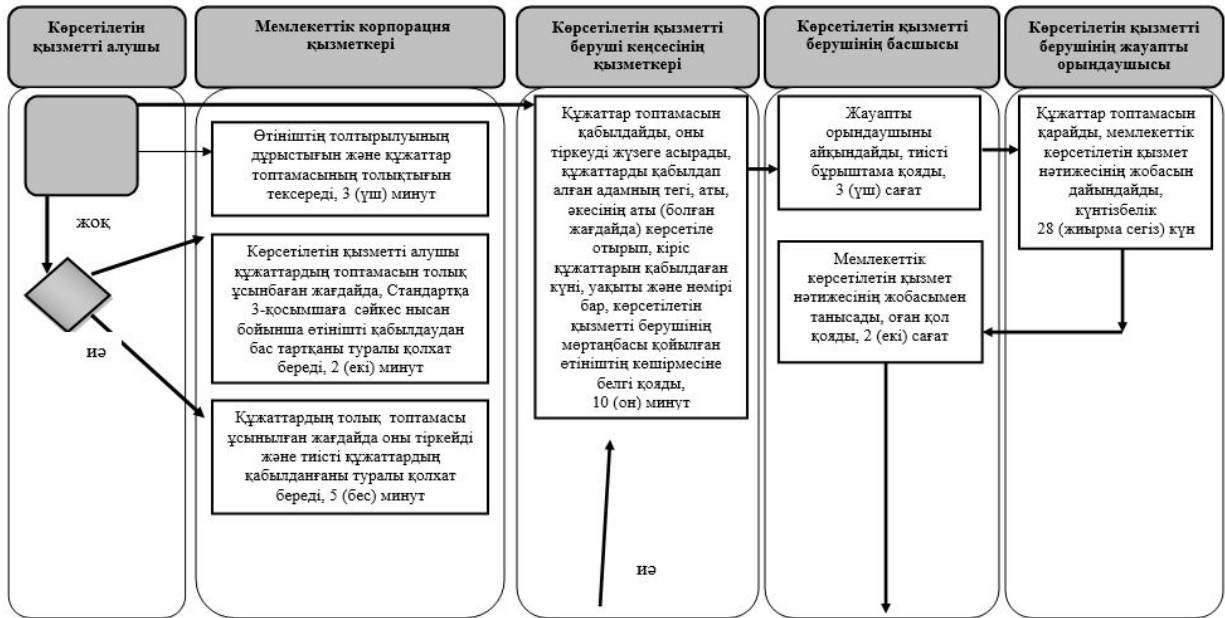 Көрсетілетін
қызметті алушы
Мемлекеттік корпорация
қызметкері
Көрсетілетін қызметті
беруші кеңсесінің
қызметкері
Көрсетілетін қызметті
берушінің басшысы
Көрсетілетін қызметті
берушінің жауапты
орындаушысы
жоқ
иә
Өтініштің толтырылуының
дұрыстығын және құжаттар
топтамасының толықтығын
тексереді, 3 (үш) минут
Көрсетілетін қызметті алушы
құжаттардың топтамасын толық
ұсынбаған жағдайда, Стандартқа
3-қосымшаға сәйкес нысан
бойынша өтінішті қабылдаудан
бас тартқаны туралы қолхат
береді, 2 (екі) минут
Құжаттардың толық топтамасы
ұсынылған жағдайда оны тіркейді
және тиісті құжаттардың
қабылданғаны туралы қолхат
береді, 5 (бес) минут
Құжаттар топтамасын
қабылдайды, оны
тіркеуді жүзеге асырады,
құжаттарды қабылдап
алған адамның тегі, аты,
әкесінің аты (болған
жағдайда) көрсетіле
отырып, кіріс
құжаттарын қабылдаған
күні, уақыты және нөмірі
бар, көрсетілетін
қызметті берушінің
мөртаңбасы қойылған
өтініштің көшірмесіне
белгі қояды,
10 (он) минут
иә
Жауапты
орындаушыны
айқындайды, тиісті
бұрыштама қояды,
3 (үш) сағат
Мемлекеттік
көрсетілетін қызмет
нәтижесінің жобасымен
танысады, оған қол
қояды, 2 (екі) сағат
Құжаттар топтамасын
қарайды, мемлекеттік
көрсетілетін қызмет
нәтижесінің жобасын
дайындайды,
күнтізбелік
28 (жиырма сегіз) күн